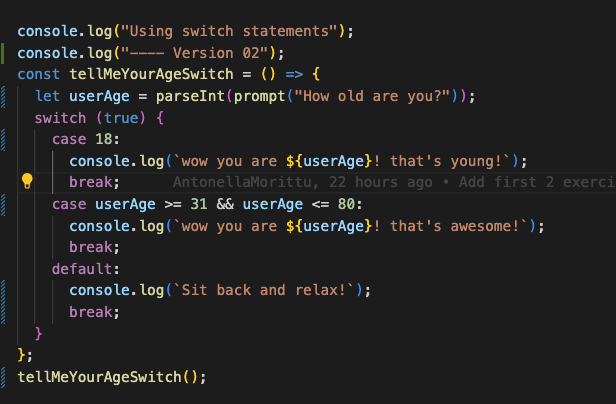 console.log("Using switch statements");
console.log("---- Version 02");
const tellMeYourAgeSwitch = () => {
  let userAge = parseInt(prompt("How old are you?"));
  switch (true) {
    case 18:
      console.log(`wow you are ${userAge}! that's young!`);
      break;      AntonellaMorittu, 22 hours ago • Add first 2 exerci
    case userAge >= 31 && userAge <= 80:
      console.log(`wow you are ${userAge}! that's awesome!`);
      break;
    default:
      console.log(`Sit back and relax!`);
      break;
  }
};
tellMeYourAgeSwitch();